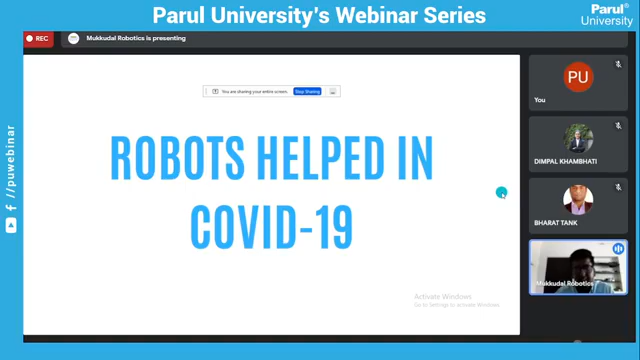 Parul University's Webinar Series
Parul®
University
REC
Mukkudal Robotics is presenting
You are sharing your entire screen.
Stop Sharing
ROBOTS HELPED IN
COVID-19
PU
You
DIMPAL KHAMBHATI
BHARAT TANK
Mukkudal Robotics
Activate Windows
Go to Settings to activate Windows.
//puwebinar